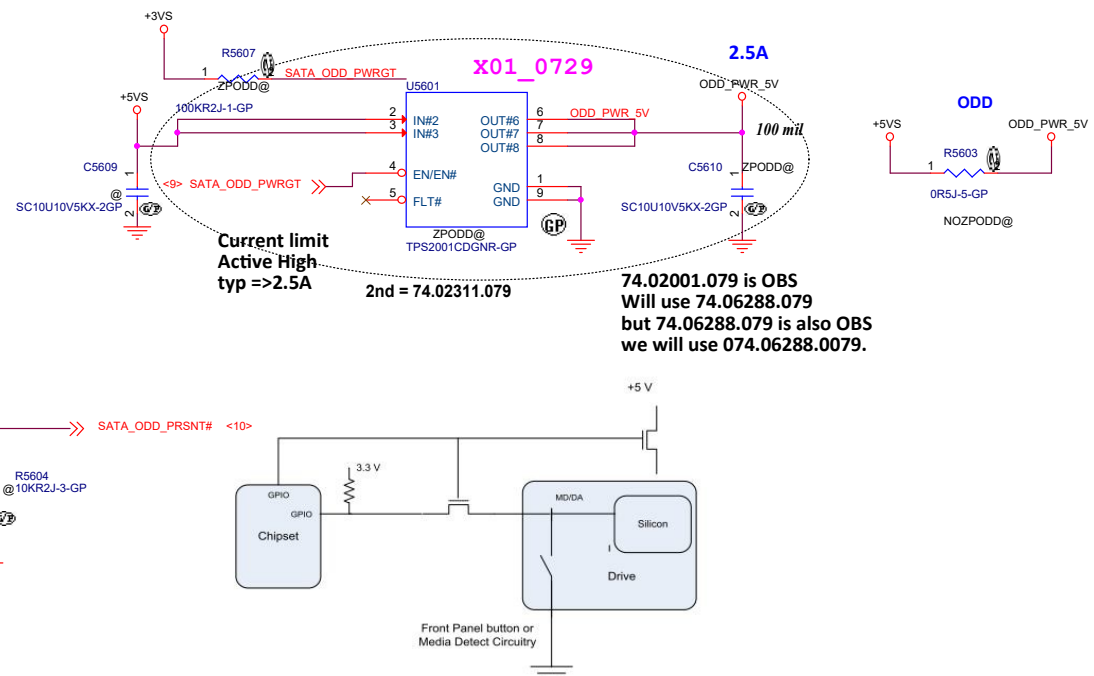 +3VS
R5607
1
2
SATA_ODD_PWRGT
ZPODD@
100KR2J-1-GP
X01_0729
2.5A
ODD_PWR_5V
+5VS
U5601
2
IN#2
3
IN#3
4
EN/EN#
5
FLT#
OUT#6
6
OUT#7
7
OUT#8
8
GND
1
GND
9
ODD_PWR_5V
100 mil
C5609
1
@
SC10U10V5KX-2GP
2
<9> SATA_ODD_PWRGT
ZPODD@
TPS2001CDGNR-GP
GP
C5610
1
ZPODD@
SC10U10V5KX-2GP
2
ODD
+5VS
ODD_PWR_5V
R5603
1
2
0R5J-5-GP
NOZPODD@
Current limit
Active High
typ =>2.5A
2nd = 74.02311.079
74.02001.079 is OBS
Will use 74.06288.079
but 74.06288.079 is also OBS
we will use 074.06288.0079.
SATA_ODD_PRSNT# <10>
R5604
@10KR2J-3-GP
+5 V
3.3 V
GPIO
GPIO
Chipset
MD/DA
Silicon
Drive
Front Panel button or
Media Detect Circuitry